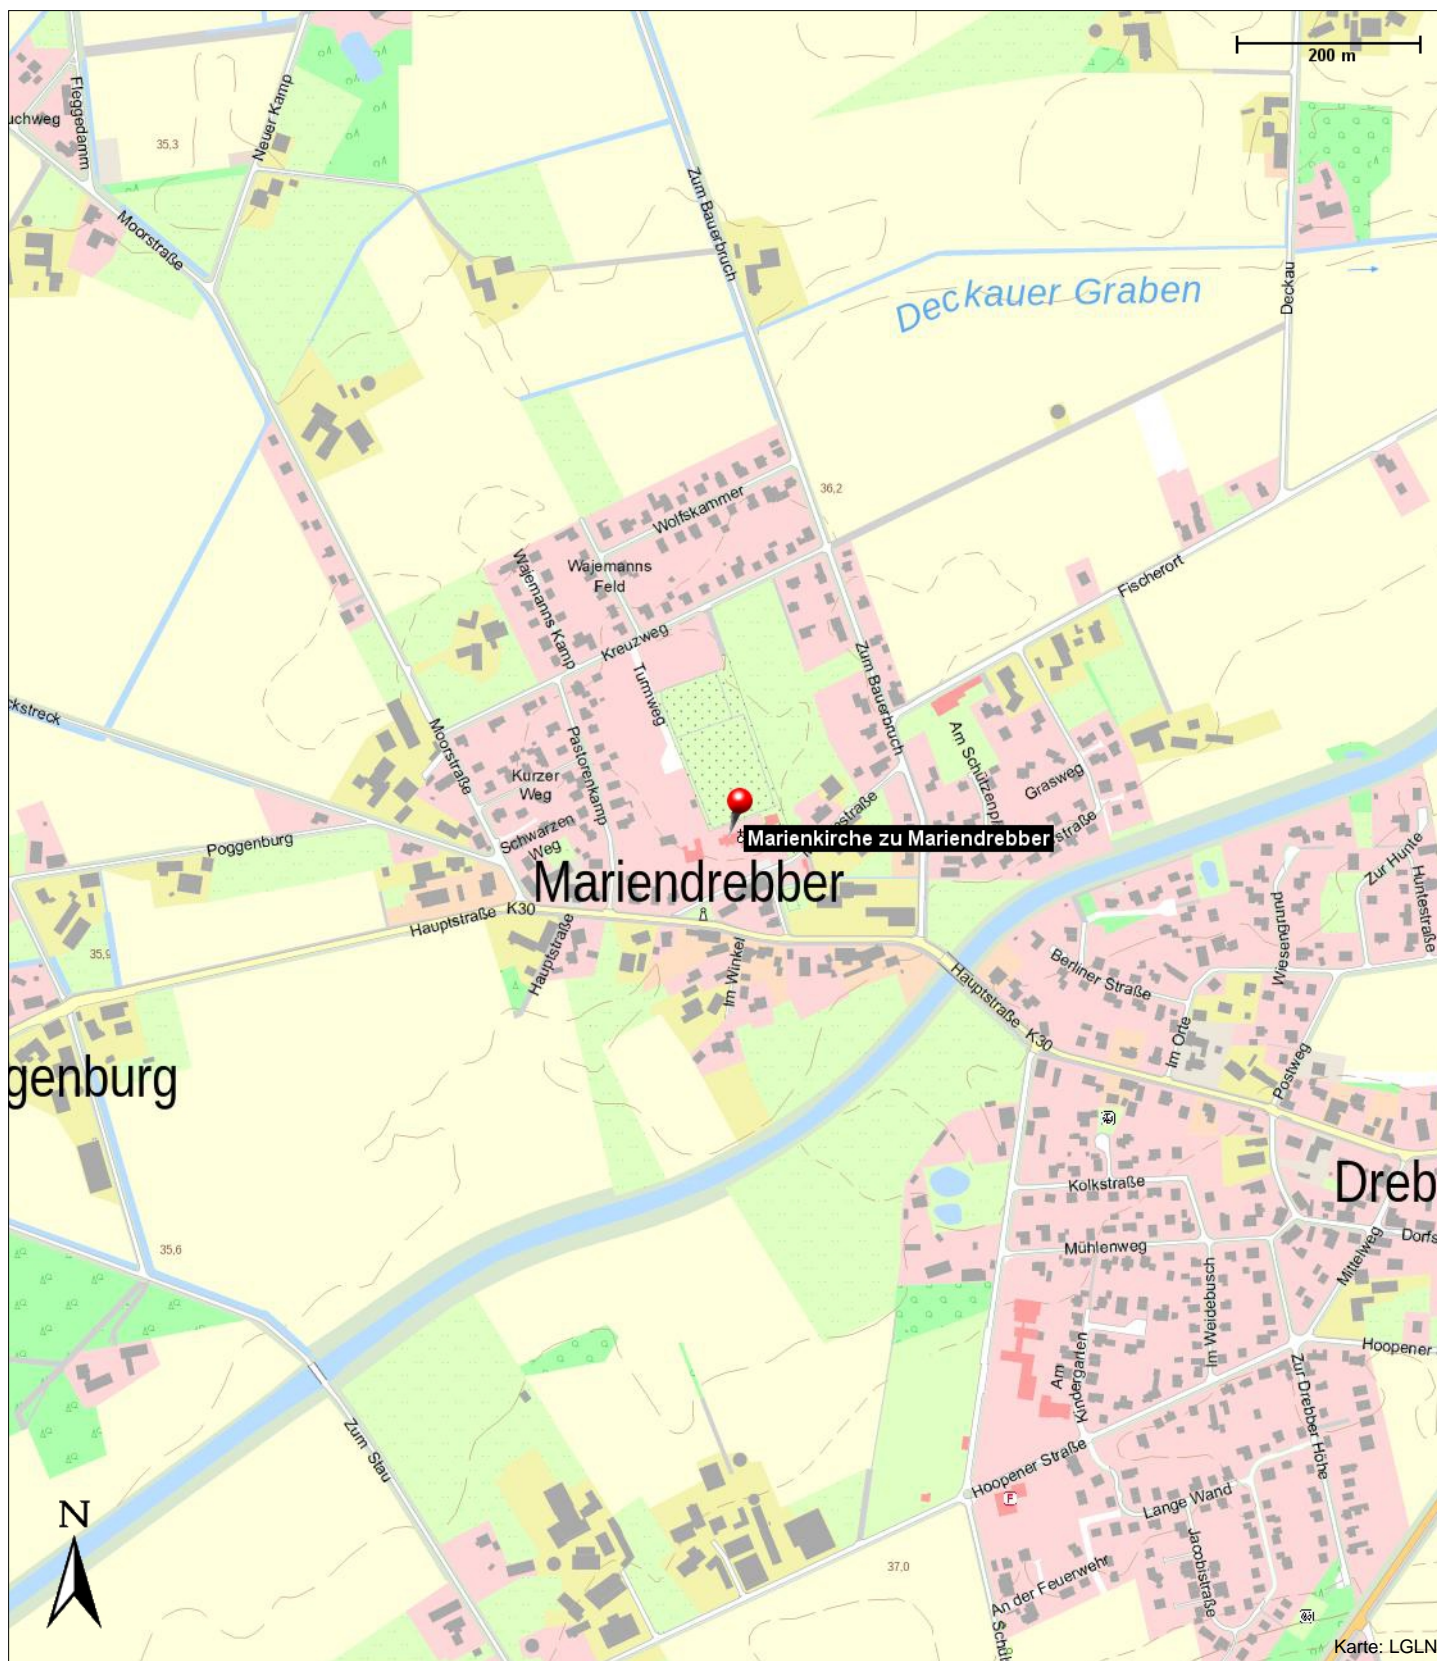 200 m
Fleggedamm
uchweg
Neuer Kamp
35,3
Moorstraße
Zum Bauerbruch
Deckauer Graben
Deckau
36,2
Wolfskammer
Wajemanns
Feld
Wajemanns Kamp
Kreuzweg
Turmweg
Fischerort
Zum Bauerbruch
ckstreck
Moorstraße
Pastorenkamp
Kurzer
Weg
Schwarzen
Weg
Am Schützenpl
Grasweg
straße
straße
Marienkirche zu Mariendrebber
Poggenburg
Mariendrebber
Zur Hunte
Huntestraße
Wiesengrund
Hauptstraße K30
Hauptstraße
Im Winkel
35,9
Berliner Straße
Hauptstraße K30
Im Orte
Postweg
genburg
Kolkstraße
Dreb
Mühlenweg
Mittelweg
Dorfs
Im Weidebusch
35,6
Hoopener
Am
Kindergarten
Zur Drebber Höhe
Zum Stau
Hoopener Straße
F
Lange Wand
Jacobistraße
N
37,0
An der Feuerwehr
Karte: LGLN